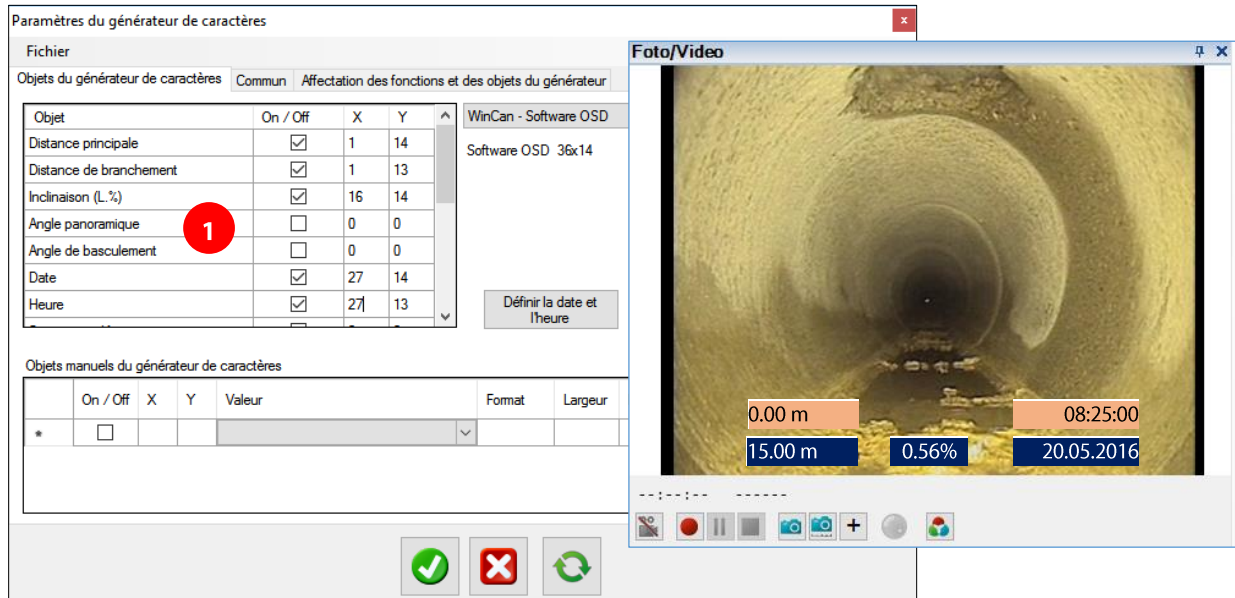 Paramètres du générateur de caractères
x
Fichier
Objets du générateur de caractères Commun Affectation des fonctions et des objets du générateur
Objet On / Off X Y
Distance principale 1 14
Distance de branchement 1 13
Inclinaison (L.%) 16 14
Angle panoramique 0 0
Angle de basculement 0 0
Date 27 14
Heure 27 13
1
WinCan - Software OSD
Software OSD 36x14
Définir la date et
l'heure
Objets manuels du générateur de caractères
On / Off X Y Valeur Format Largeur
*
Foto/Video
0.00 m 08:25:00
15.00 m 0.56% 20.05.2016
--:--:-- ------